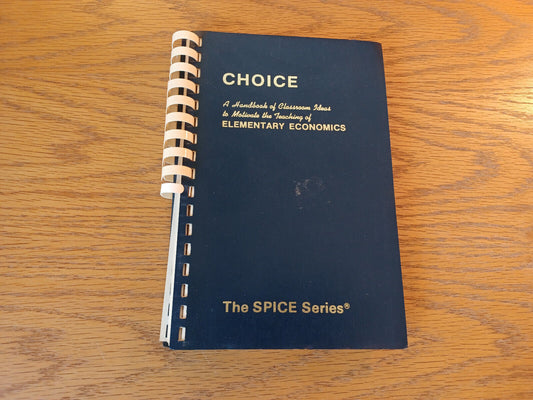 CHOICE
A Handbook of Classroom Ideas
to Motivate the Teaching of
ELEMENTARY ECONOMICS
The SPICE Series®